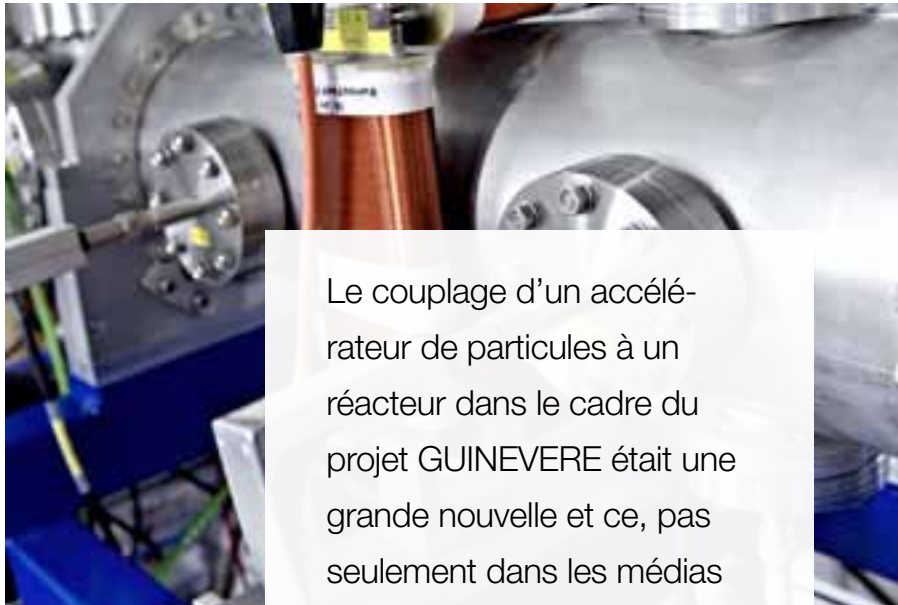 Le couplage d’un accélé-
rateur de particules à un
réacteur dans le cadre du
projet GUINEVERE était une
grande nouvelle et ce, pas
seulement dans les médias